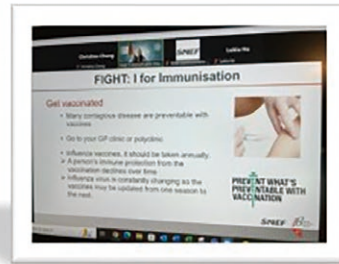 Christina Cheng
SMEF
FIGHT: I for Immunisation
Get vaccinated
• Many contagious disease are preventable with
vaccines
• Go to your GP clinic or polyclinic
• Influenza vaccines, it should be taken annually.
➤ A person's immune protection from the
vaccination declines over time
➤ Influenza virus is constantly changing so the
vaccines may be updated from one season to
the next.
PREVENT WHAT'S
PREVENTABLE WITH
VACCINATION
SMEF